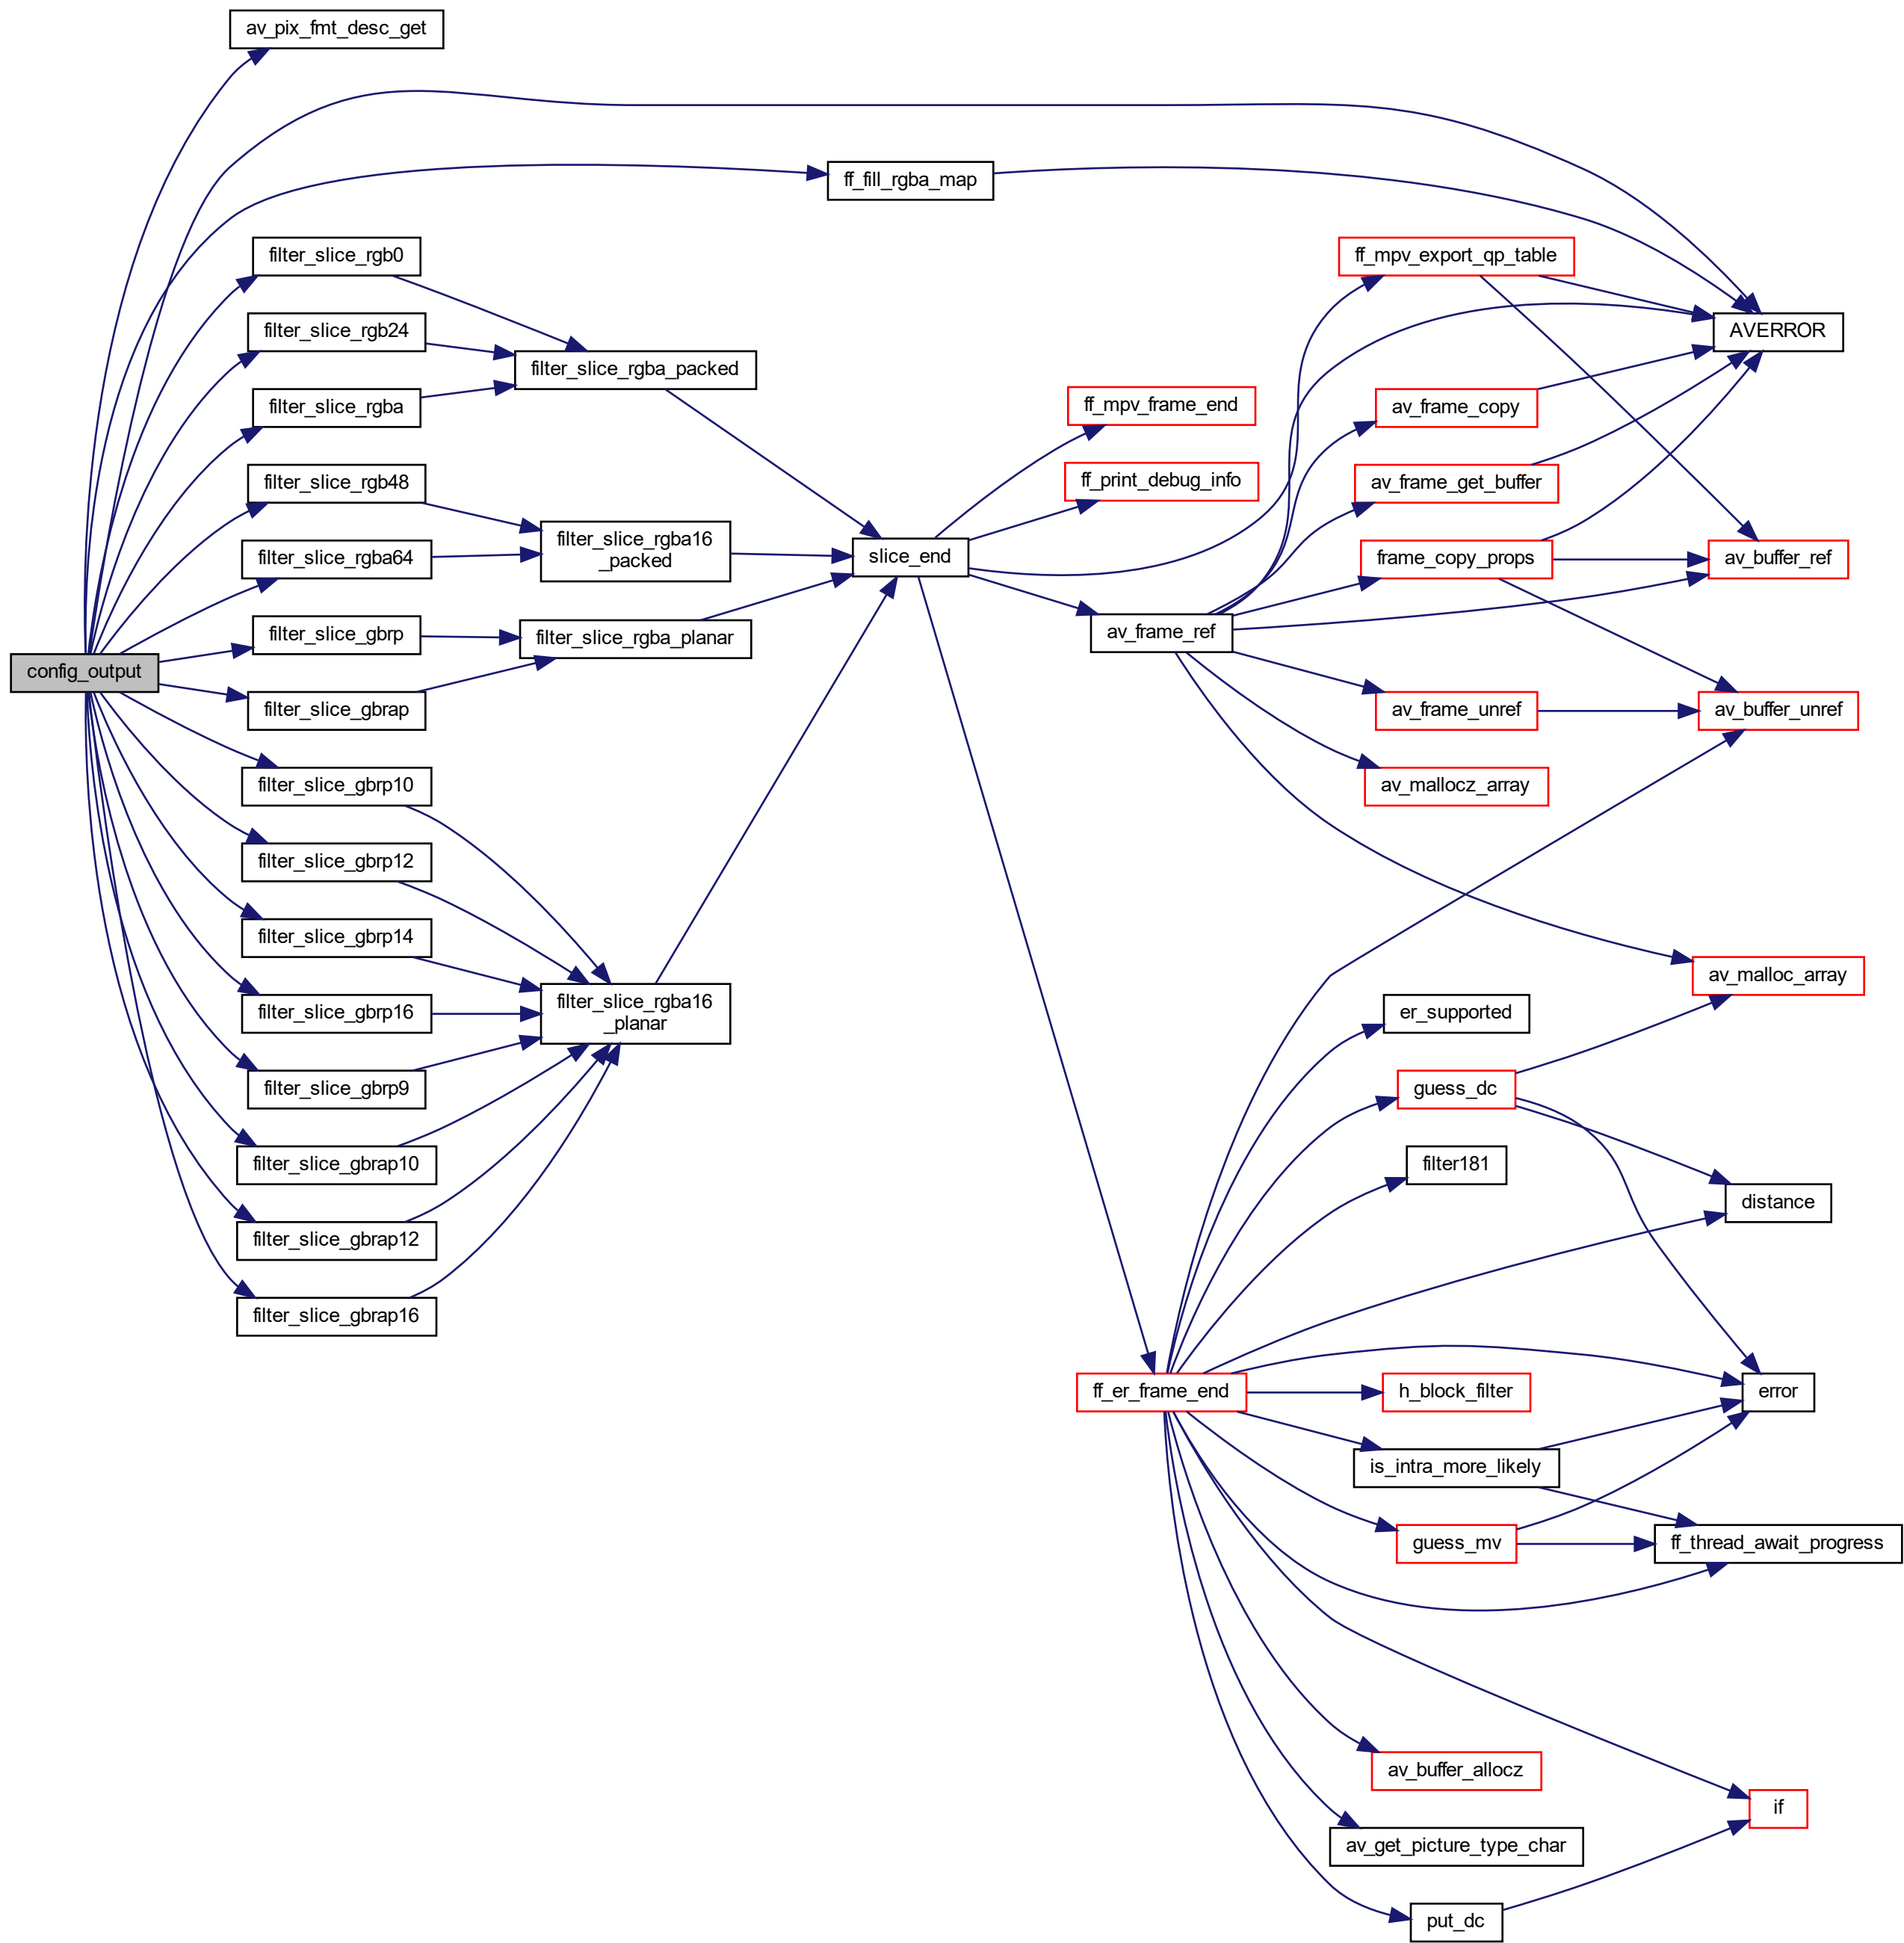 av_pix_fmt_desc_get
ff_fill_rgba_map
filter_slice_rgb0
ff_mpv_export_qp_table
filter_slice_rgb24
AVERROR
filter_slice_rgba_packed
filter_slice_rgba
ff_mpv_frame_end
av_frame_copy
filter_slice_rgb48
ff_print_debug_info
av_frame_get_buffer
filter_slice_rgba16
_packed
filter_slice_rgba64
slice_end
frame_copy_props
av_buffer_ref
filter_slice_gbrp
filter_slice_rgba_planar
av_frame_ref
config_output
filter_slice_gbrap
av_frame_unref
av_buffer_unref
filter_slice_gbrp10
av_mallocz_array
filter_slice_gbrp12
filter_slice_gbrp14
av_malloc_array
filter_slice_gbrp16
filter_slice_rgba16
_planar
er_supported
filter_slice_gbrp9
guess_dc
filter_slice_gbrap10
filter181
distance
filter_slice_gbrap12
filter_slice_gbrap16
ff_er_frame_end
h_block_filter
error
is_intra_more_likely
guess_mv
ff_thread_await_progress
av_buffer_allocz
if
av_get_picture_type_char
put_dc